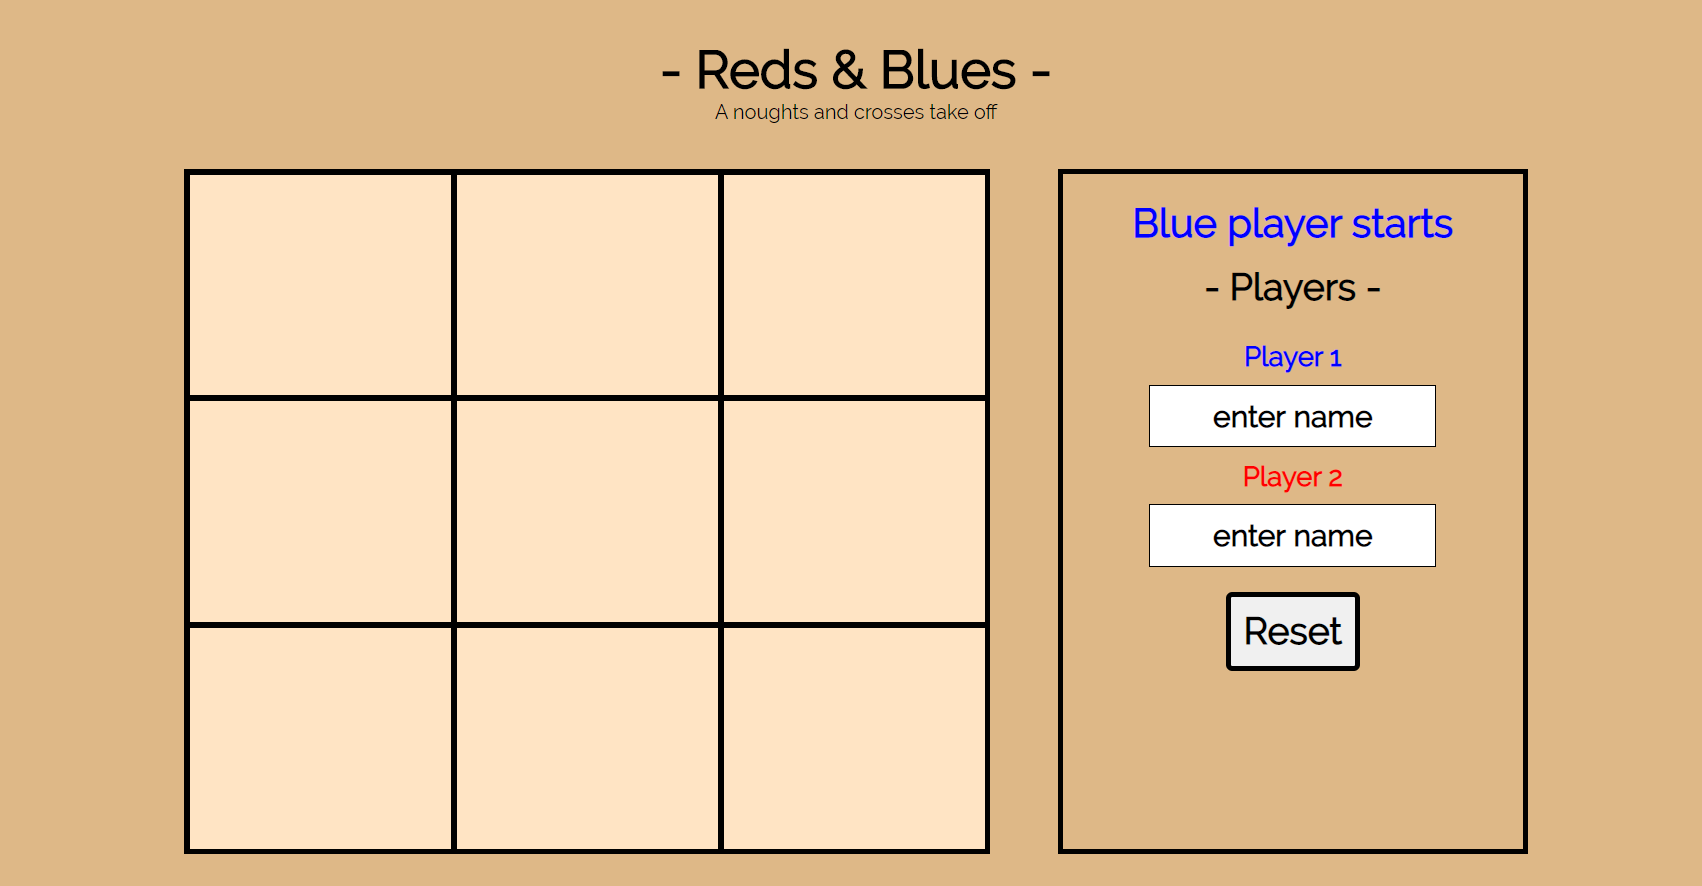 - Reds & Blues -
A noughts and crosses take off
Blue player starts
- Players -
Player 1
enter name
Player 2
enter name
Reset